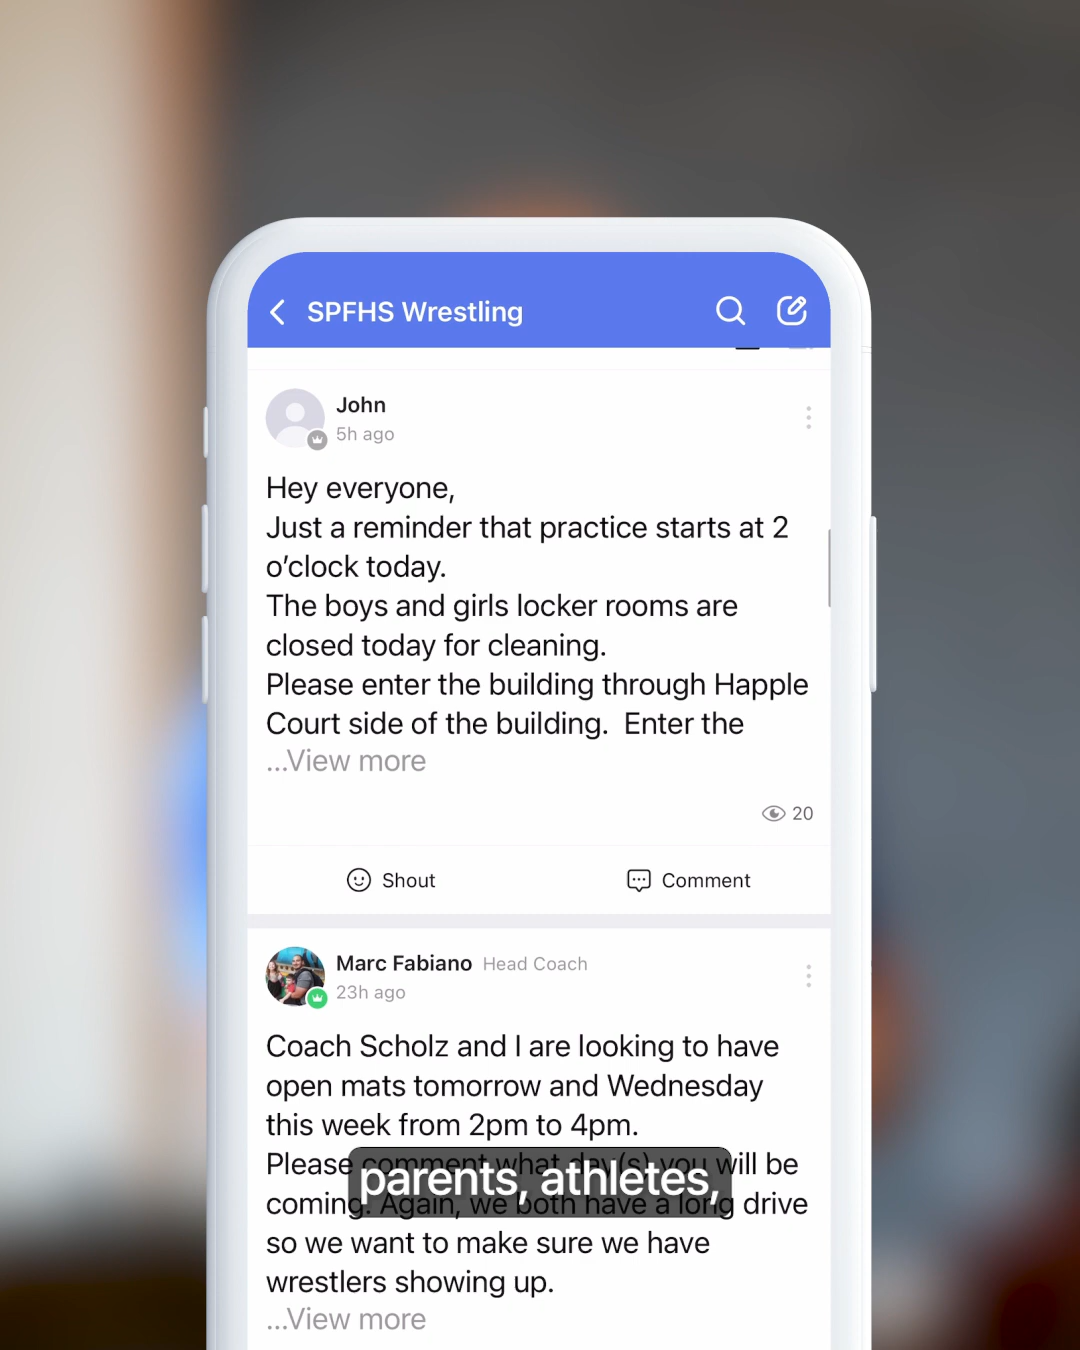 SPFHS Wrestling
John
5h ago
Hey everyone,
Just a reminder that practice starts at 2
o’clock today.
The boys and girls locker rooms are
closed today for cleaning.
Please enter the building through Happle
Court side of the building.  Enter the
...View more
20
Shout
Comment
Marc Fabiano Head Coach
23h ago
Coach Scholz and I are looking to have
open mats tomorrow and Wednesday
this week from 2pm to 4pm.
Please comment what day(s) you will be
parents, athletes,
coming. Again, we both have a long drive
so we want to make sure we have
wrestlers showing up.
...View more